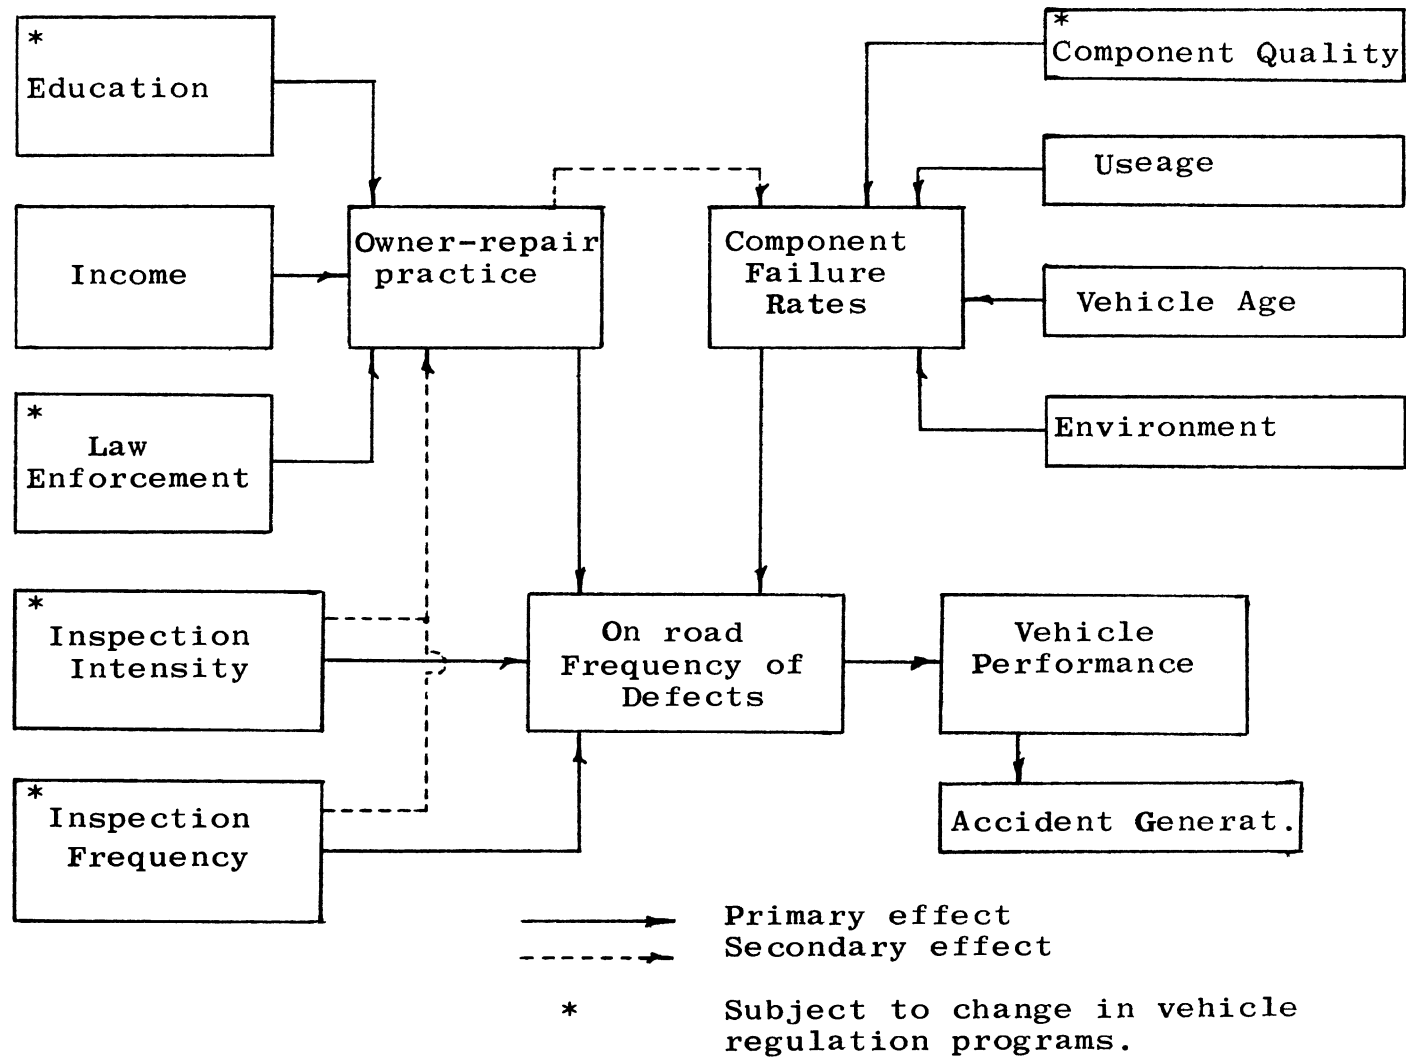 *
Education
Income
*
Law
Enforcement
*
Inspection
Intensity
*
Inspection
Frequency
Owner-repair
practice
Component
Failure
Rates
*
Component Quality
Useage
Vehicle Age
Environment
On road
Frequency of
Defects
Vehicle
Performance
Accident Generat.
Primary effect
Secondary effect
* Subject to change in vehicle
regulation programs.